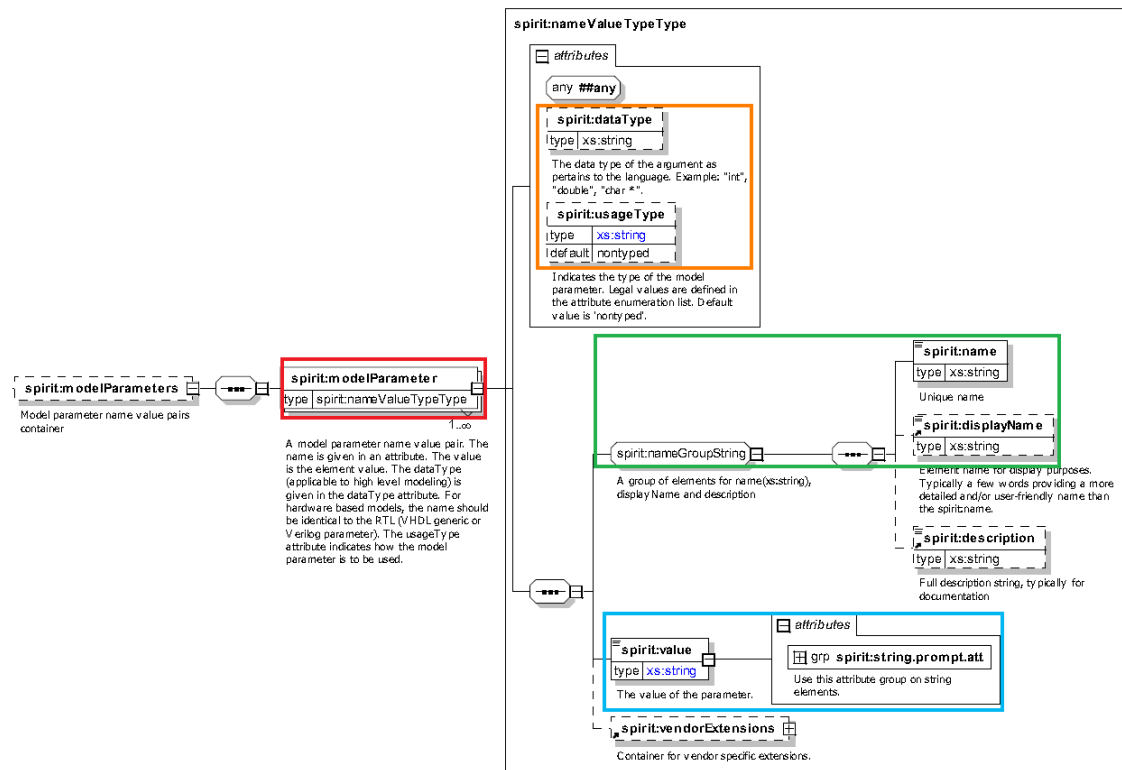 spirit:nameValueTypeType
attributes
any ##any
spirit:dataType
type xs:string
The data type of the argument as
pertains to the language. Example: "int",
"double", "char *".
spirit:usageType
type xs:string
default nontyped
Indicates the type of the model
parameter. Legal values are defined in
the attribute enumeration list. Default
value is 'nontyped'.
spirit:modelParameters
Model parameter name value pairs
container
spirit:modelParameter
type spirit:nameValueTypeType
1..∞
A model parameter name value pair. The
name is given in an attribute. The value
is the element value. The dataType
(applicable to high level modeling) is
given in the dataType attribute. For
hardware based models, the name should
be identical to the RTL (VHDL generic or
Verilog parameter). The usageType
attribute indicates how the model
parameter is to be used.
spirit:nameGroupString
A group of elements for name(xs:string),
displayName and description
spirit:name
type xs:string
Unique name
spirit:displayName
type xs:string
Element name for display purposes.
Typically a few words providing a more
detailed and/or user-friendly name than
the spirit:name.
spirit:description
type xs:string
Full description string, typically for
documentation
spirit:value
type xs:string
The value of the parameter.
attributes
grp spirit:string.prompt.att
Use this attribute group on string
elements.
spirit:vendorExtensions
Container for vendor specific extensions.